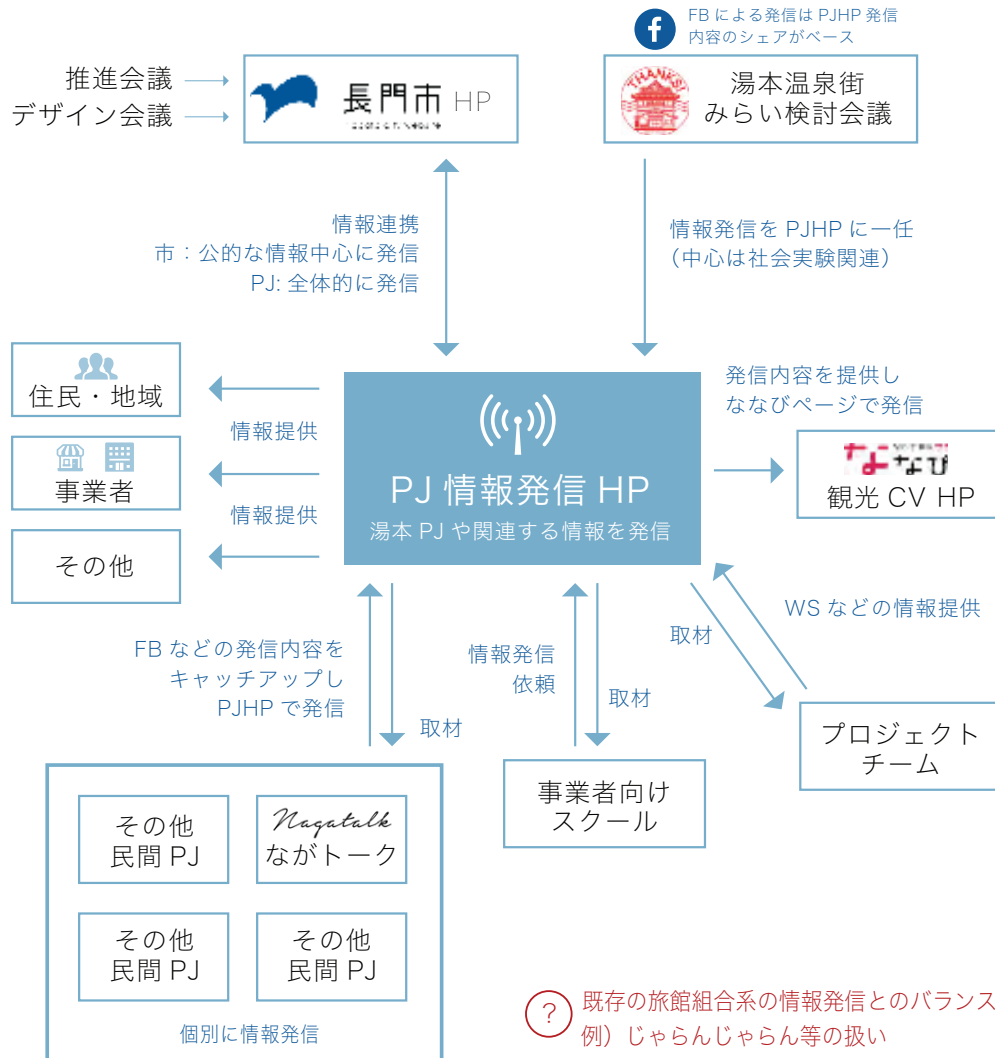 FB による発信は PJHP 発信
内容のシェアがベース
推進会議
デザイン会議
長門市 HP
THANKS!
湯本温泉街
みらい検討会議
情報連携
市:公的な情報中心に発信
PJ: 全体的に発信
情報発信を PJHP に一任
(中心は社会実験関連)
住民・地域
事業者
その他
情報提供
情報提供
PJ 情報発信 HP
湯本 PJ や関連する情報を発信
発信内容を提供し
ななびページで発信
ななび
観光 CV HP
FB などの発信内容を
キャッチアップし
PJHP で発信
取材
情報発信
依頼
取材
取材
WS などの情報提供
プロジェクト
チーム
事業者向け
スクール
その他
民間 PJ
Nagatalk
ながトーク
その他
民間 PJ
その他
民間 PJ
個別に情報発信
?
既存の旅館組合系の情報発信とのバランス
例)じゃらんじゃらん等の扱い